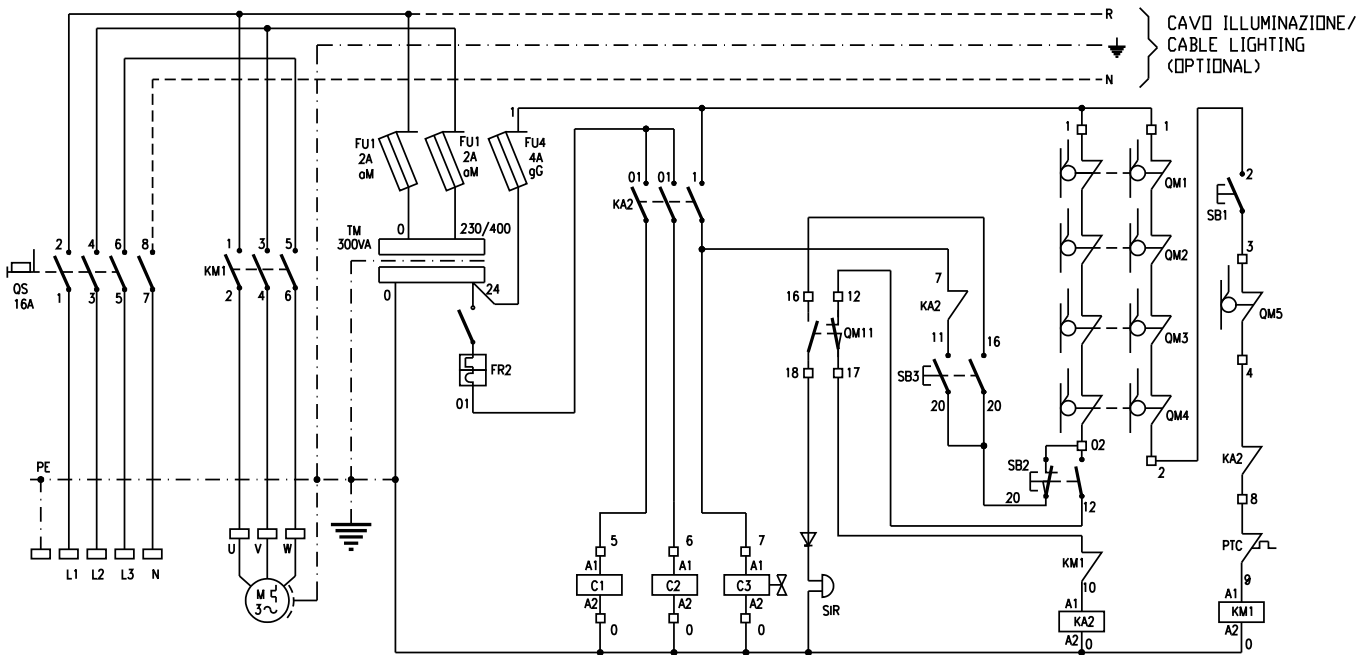 R
CAVO ILLUMINAZIONE/
CABLE LIGHTING
(OPTIONAL)
N
1
FU1
2A
aM
FU1
2A
aM
FU4
4A
gG
1
1
QM1
01
01
1
KA2
2
SB1
TM
300VA
0
230/400
2
4
6
8
1
3
5
KM1
QM2
3
QS
16A
1
3
5
7
2
4
6
0
24
7
KA2
16
12
QM11
QM5
11
16
QM3
FR2
18
17
SB3
4
01
20
20
QM4
02
KA2
PE
SB2
2
20
12
8
U
V
W
5
6
7
PTC
L1
L2
L3
N
A1
A1
A1
KM1
9
M
3~
C1
C2
C3
10
A1
A2
A2
A2
SIR
A1
KM1
0
0
0
KA2
A2
A2
0
0